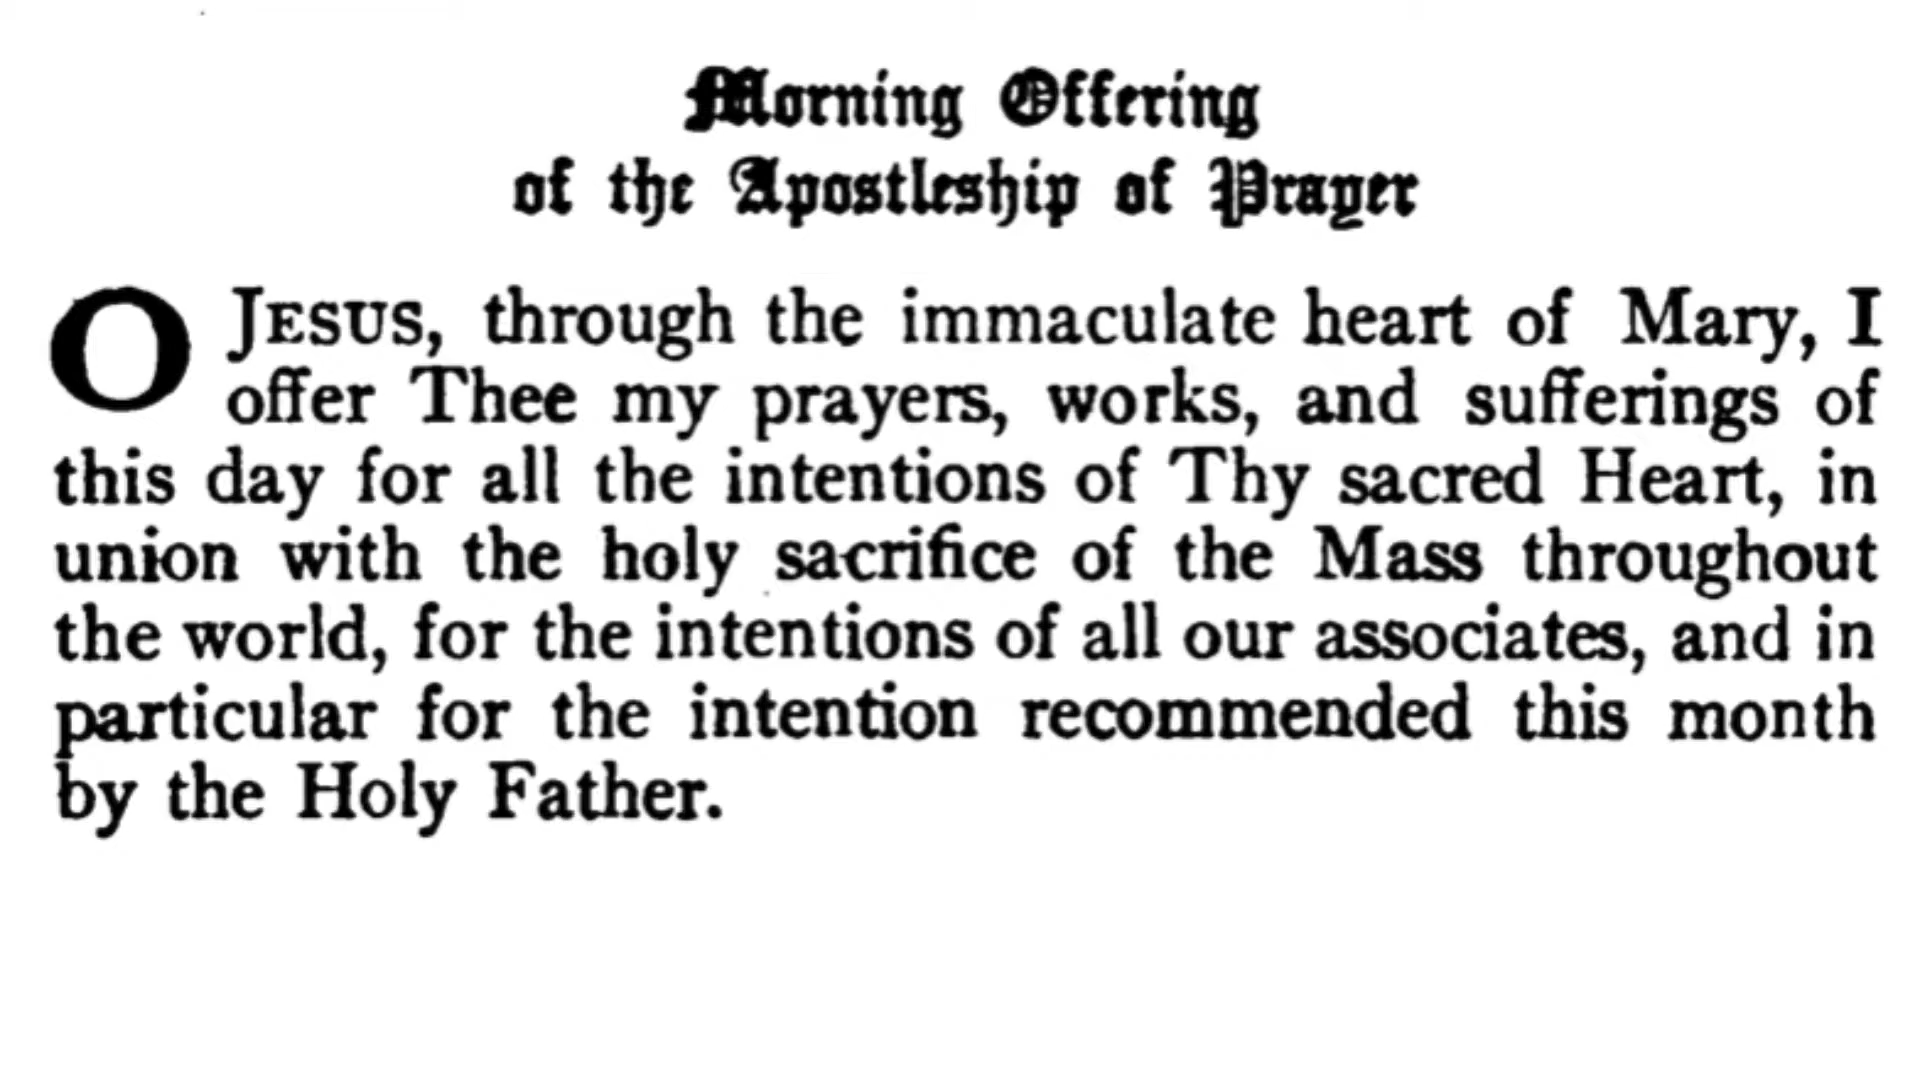 Morning Offering
of the Apostleship of Prayer
O JESUS, through the immaculate heart of Mary, I
offer Thee my prayers, works, and sufferings of
this day for all the intentions of Thy sacred Heart, in
union with the holy sacrifice of the Mass throughout
the world, for the intentions of all our associates, and in
particular for the intention recommended this month
by the Holy Father.